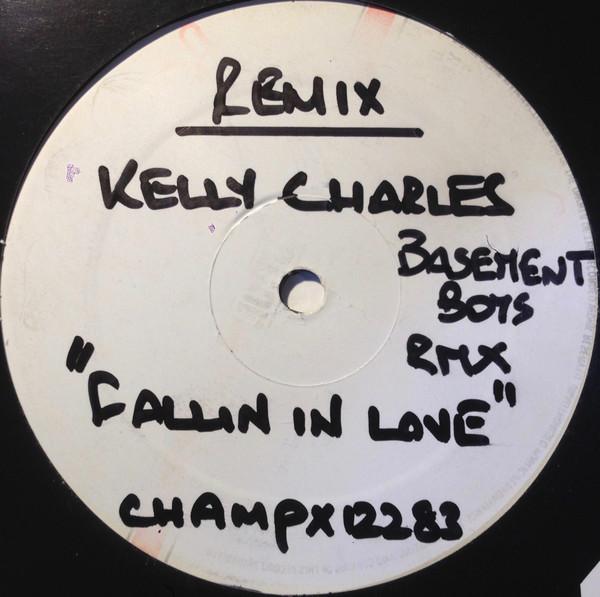 REMIX
KELLY CHARLES
BASEMENT
BOYS
RMX
"FALLIN IN LOVE"
CHAMPX12283